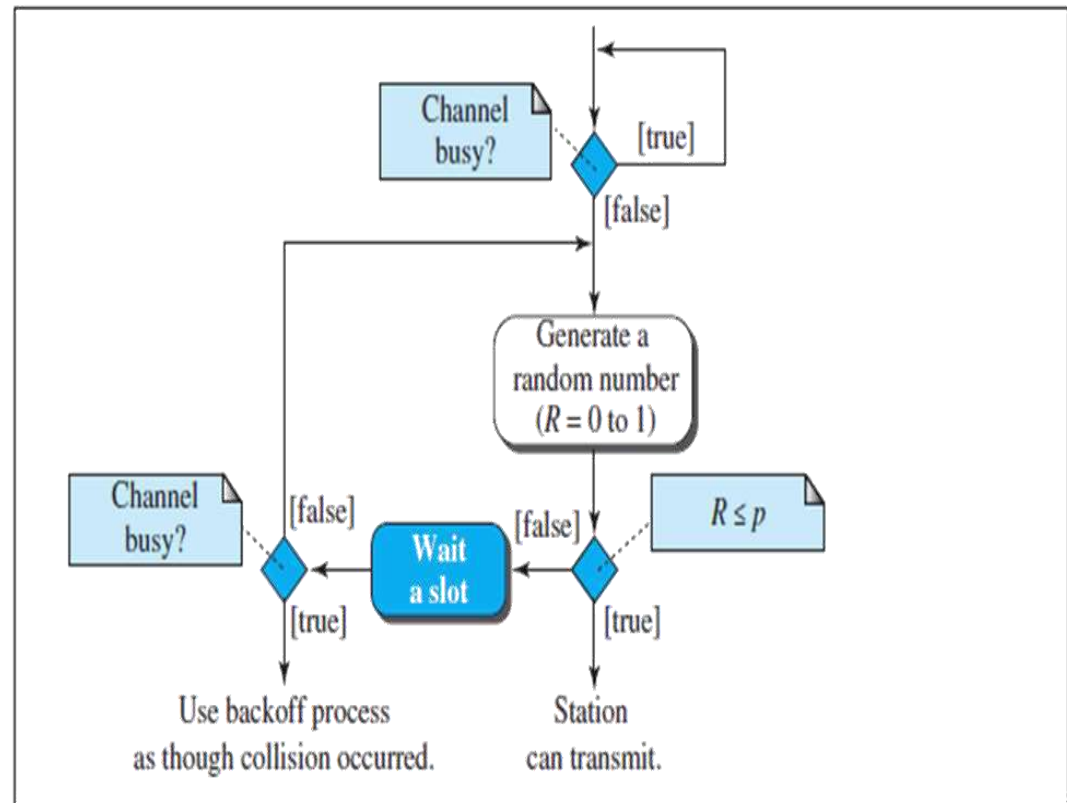 Channel
busy?
[true]
[false]
Generate a
random number
(R = 0 to 1)
Channel
busy?
[false]
Wait
a slot
[false]
R ≤ p
[true]
[true]
Use backoff process
as though collision occurred.
Station
can transmit.